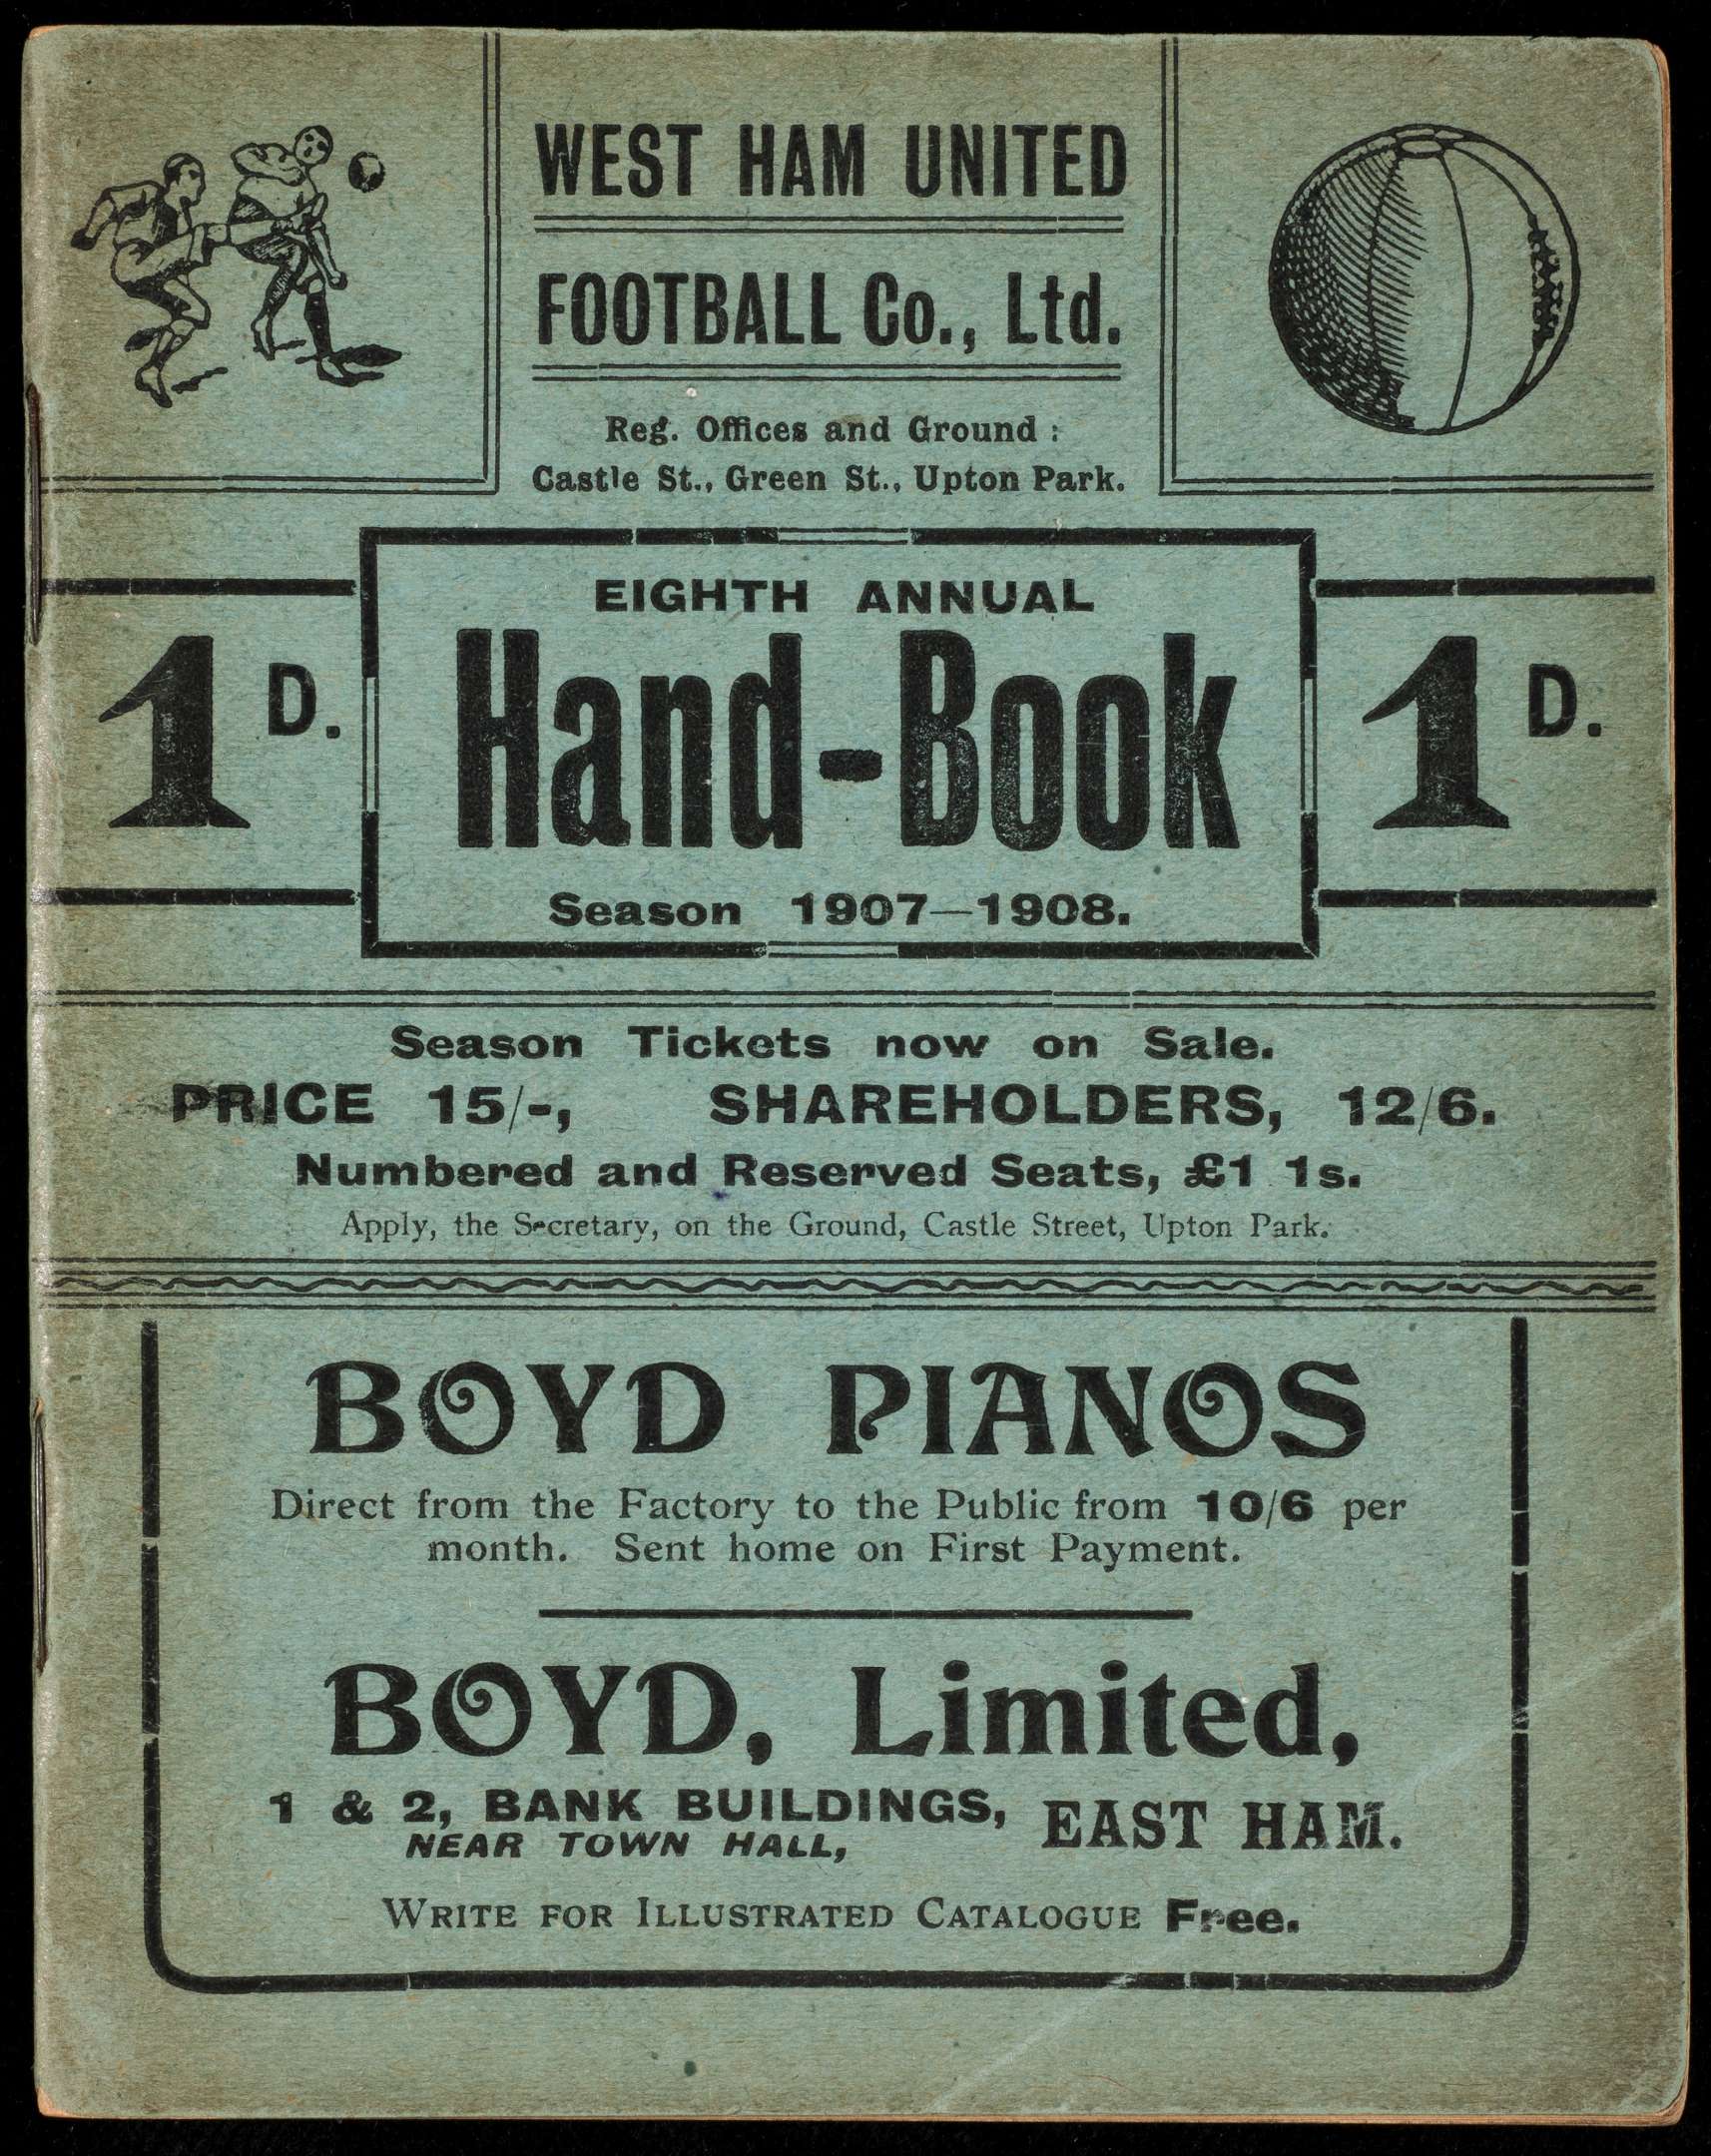 WEST HAM UNITED
FOOTBALL Co., Ltd.
Reg. Offices and Ground :
Castle St., Green St., Upton Park.
1 D.
EIGHTH ANNUAL
Hand-Book
Season 1907—1908.
1 D.
Season Tickets now on Sale.
PRICE 15/-, SHAREHOLDERS, 12/6.
Numbered and Reserved Seats, £1 1s.
Apply, the Secretary, on the Ground, Castle Street, Upton Park.
BOYD PIANOS
Direct from the Factory to the Public from 10/6 per
month. Sent home on First Payment.
BOYD, Limited,
1 & 2, BANK BUILDINGS, EAST HAM.
NEAR TOWN HALL,
WRITE FOR ILLUSTRATED CATALOGUE Free.